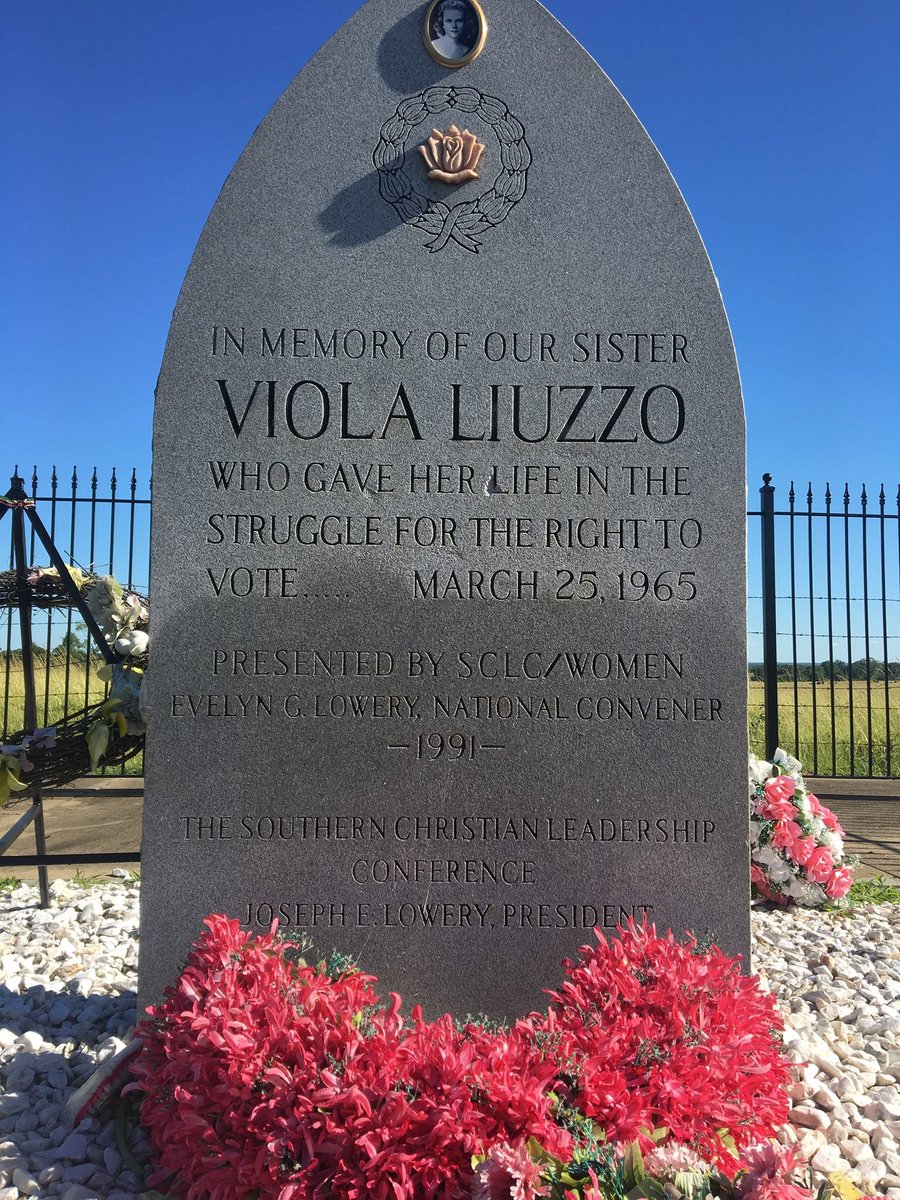 IN MEMORY OF OUR SISTER
VIOLA LIUZZO
WHO GAVE HER LIFE IN THE
STRUGGLE FOR THE RIGHT TO
VOTE..... MARCH 25, 1965
PRESENTED BY SCLC/WOMEN
EVELYN G. LOWERY, NATIONAL CONVENER
—1991—
THE SOUTHERN CHRISTIAN LEADERSHIP
CONFERENCE
JOSEPH E. LOWERY, PRESIDENT